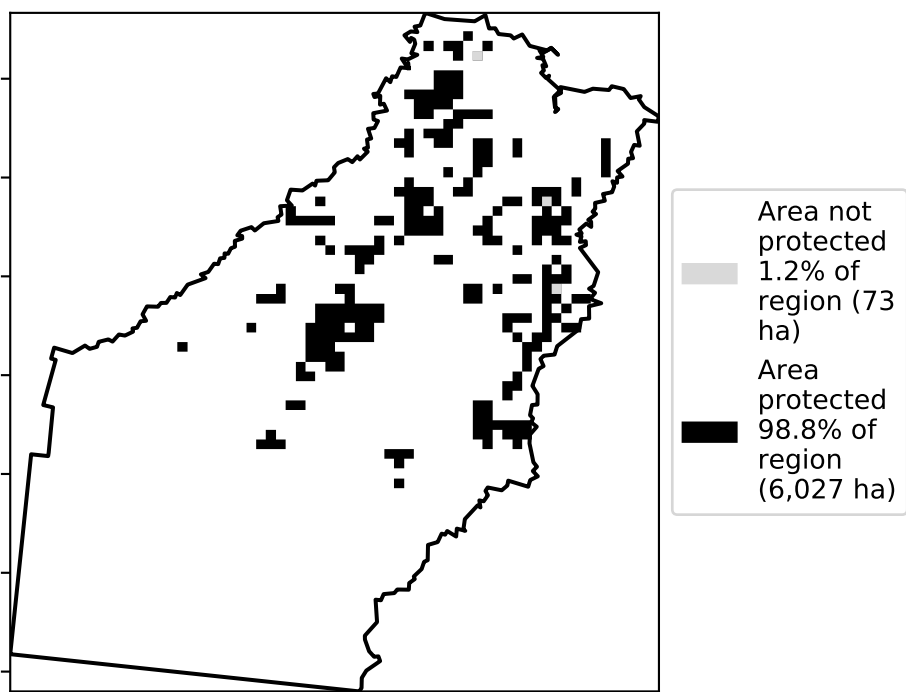 Area not
protected
1.2% of
region (73
ha)
Area
protected
98.8% of
region
(6,027 ha)